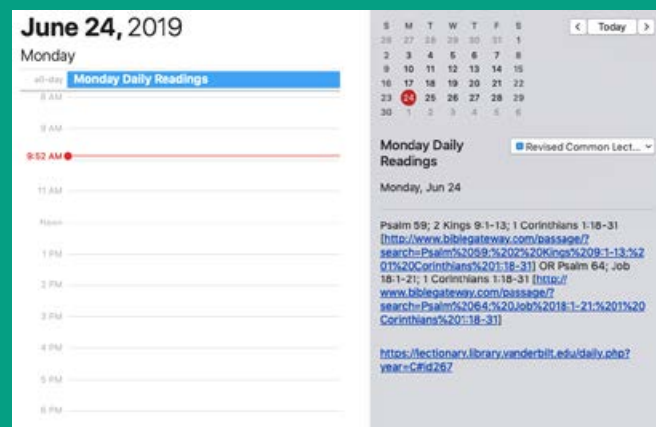 June 24, 2019
Monday
all-day Monday Daily Readings
8 AM
9 AM
9:52 AM
11 AM
Noon
1 PM
2 PM
3 PM
4 PM
5 PM
6 PM
S M T W T F S
26 27 28 29 30 31 1
2 3 4 5 6 7 8
9 10 11 12 13 14 15
16 17 18 19 20 21 22
23 24 25 26 27 28 29
30 1 2 3 4 5 6
< Today >
Monday Daily
Readings
Revised Common Lect...
Monday, Jun 24
Psalm 59; 2 Kings 9:1-13; 1 Corinthians 1:18-31
[http://www.biblegateway.com/passage/?
search=Psalm%2059;%202%20Kings%209:1-13;%2
01%20Corinthians%201:18-31] OR Psalm 64; Job
18:1-21; 1 Corinthians 1:18-31 [http://
www.biblegateway.com/passage/?
search=Psalm%2064;%20Job%2018:1-21;%201%20
Corinthians%201:18-31]
https://lectionary.library.vanderbilt.edu/daily.php?
year=C#id267